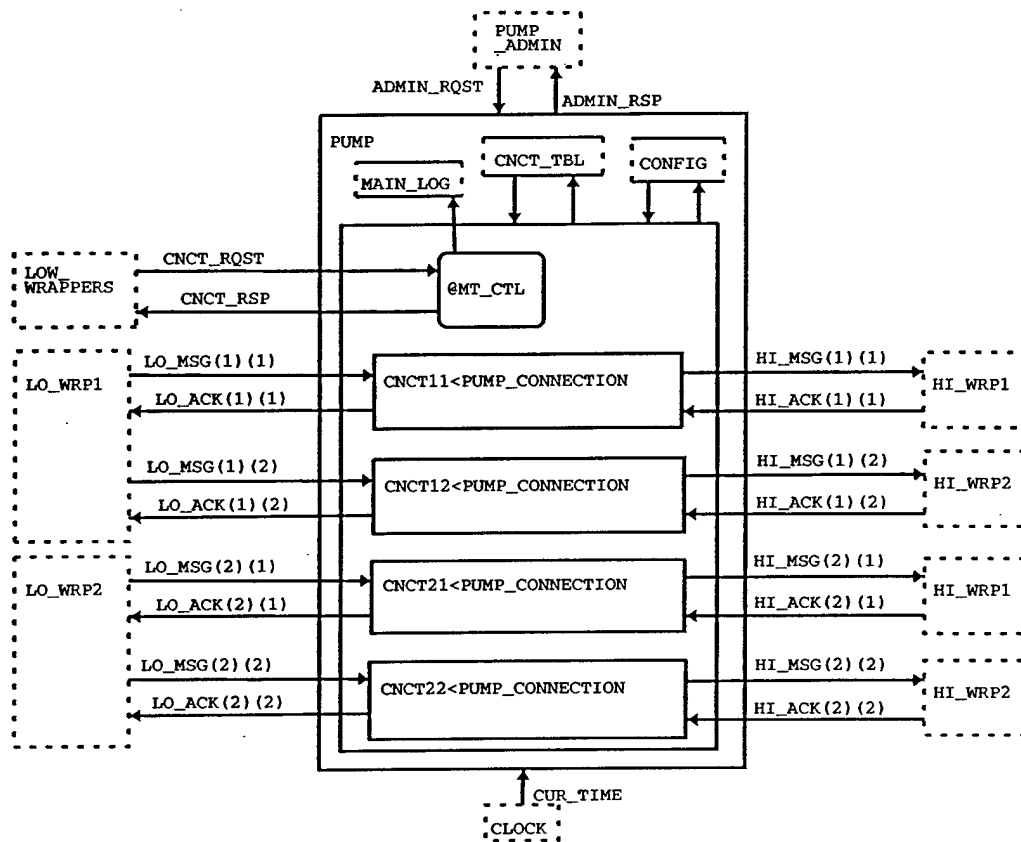 PUMP
_ADMIN
ADMIN_RQST
ADMIN_RSP
PUMP
CNCT_TBL
CONFIG
MAIN_LOG
LOW_
WRAPPERS
CNCT_RQST
CNCT_RSP
@MT_CTL
LO_WRP1
LO_MSG(1)(1)
LO_ACK(1)(1)
CNCT11<PUMP_CONNECTION
HI_MSG(1)(1)
HI_ACK(1)(1)
HI_WRP1
LO_MSG(1)(2)
LO_ACK(1)(2)
CNCT12<PUMP_CONNECTION
HI_MSG(1)(2)
HI_ACK(1)(2)
HI_WRP2
LO_WRP2
LO_MSG(2)(1)
LO_ACK(2)(1)
CNCT21<PUMP_CONNECTION
HI_MSG(2)(1)
HI_ACK(2)(1)
HI_WRP1
LO_MSG(2)(2)
LO_ACK(2)(2)
CNCT22<PUMP_CONNECTION
HI_MSG(2)(2)
HI_ACK(2)(2)
HI_WRP2
CUR_TIME
CLOCK